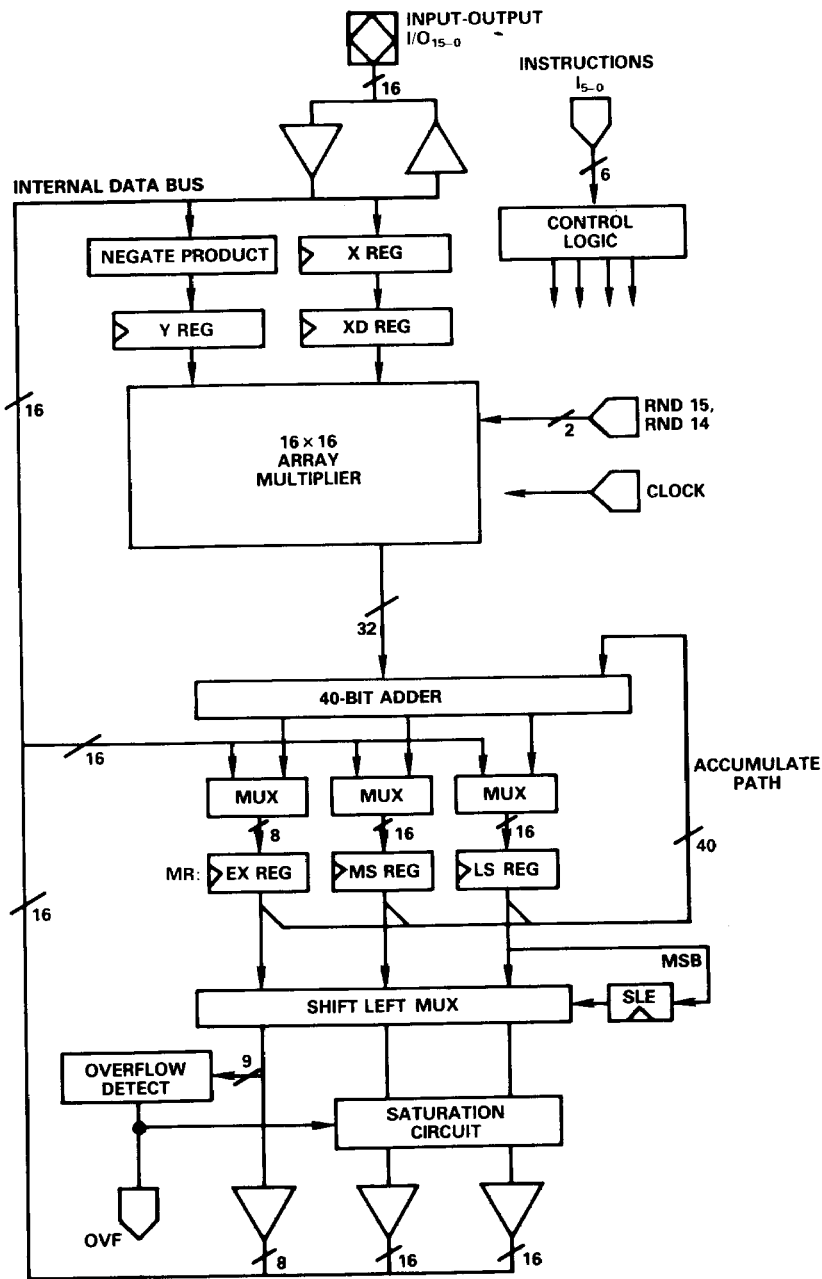 INPUT-OUTPUT
I/O15–0
16
INSTRUCTIONS
I5–0
6
INTERNAL DATA BUS
CONTROL
LOGIC
NEGATE PRODUCT
X REG
Y REG
XD REG
16
16 × 16
ARRAY
MULTIPLIER
2
RND 15,
RND 14
CLOCK
32
40-BIT ADDER
16
ACCUMULATE
PATH
MUX
MUX
MUX
8
16
16
40
MR:
EX REG
MS REG
LS REG
16
MSB
SHIFT LEFT MUX
SLE
OVERFLOW
DETECT
9
SATURATION
CIRCUIT
OVF
8
16
16